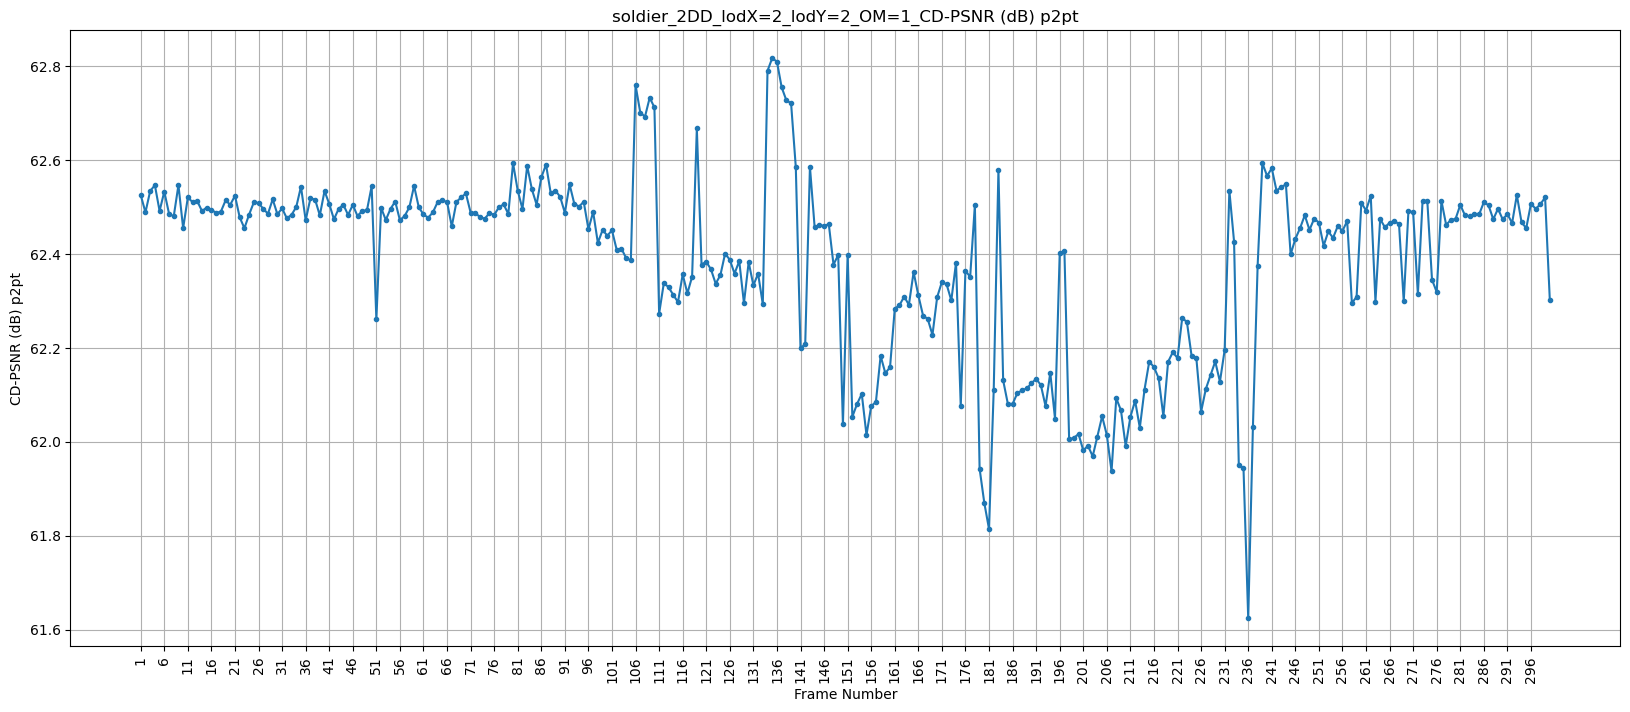 soldier_2DD_lodX=2_lodY=2_OM=1_CD-PSNR (dB) p2pt
CD-PSNR (dB) p2pt
62.8
62.6
62.4
62.2
62.0
61.8
61.6
1 6 11 16 21 26 31 36 41 46 51 56 61 66 71 76 81 86 91 96 101 106 111 116 121 126 131 136 141 146 151 156 161 166 171 176 181 186 191 196 201 206 211 216 221 226 231 236 241 246 251 256 261 266 271 276 281 286 291 296
Frame Number